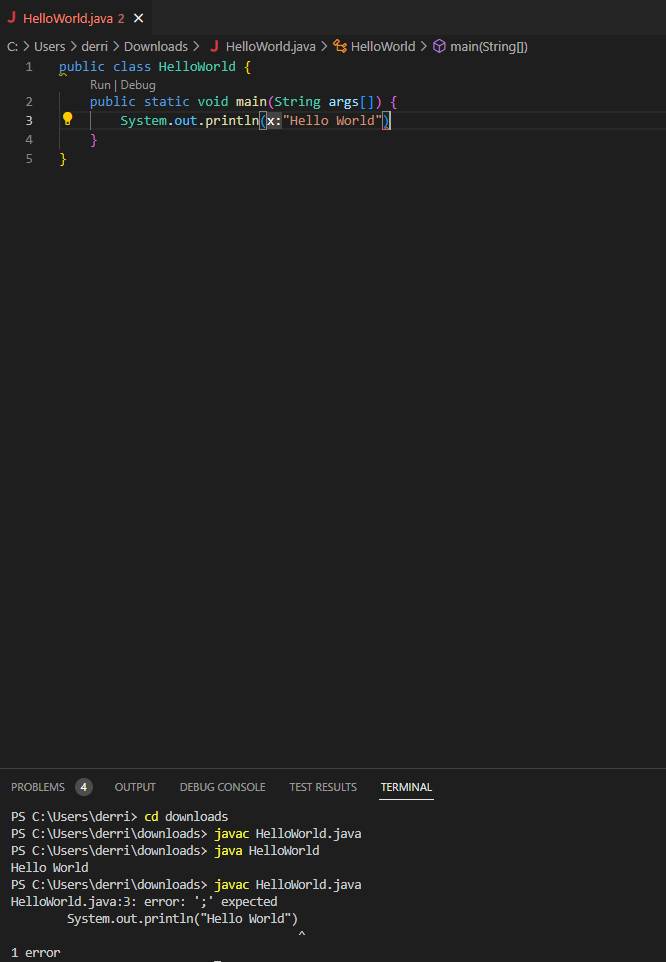 HelloWorld.java 2
C: > Users > derri > Downloads > HelloWorld.java > HelloWorld > main(String[])
1 public class HelloWorld {
Run | Debug
2 public static void main(String args[]) {
3 System.out.println(x:"Hello World")
4 }
5 }
PROBLEMS 4 OUTPUT DEBUG CONSOLE TEST RESULTS TERMINAL
PS C:\Users\derri> cd downloads
PS C:\Users\derri\downloads> javac HelloWorld.java
PS C:\Users\derri\downloads> java HelloWorld
Hello World
PS C:\Users\derri\downloads> javac HelloWorld.java
HelloWorld.java:3: error: ';' expected
System.out.println("Hello World")
^
1 error